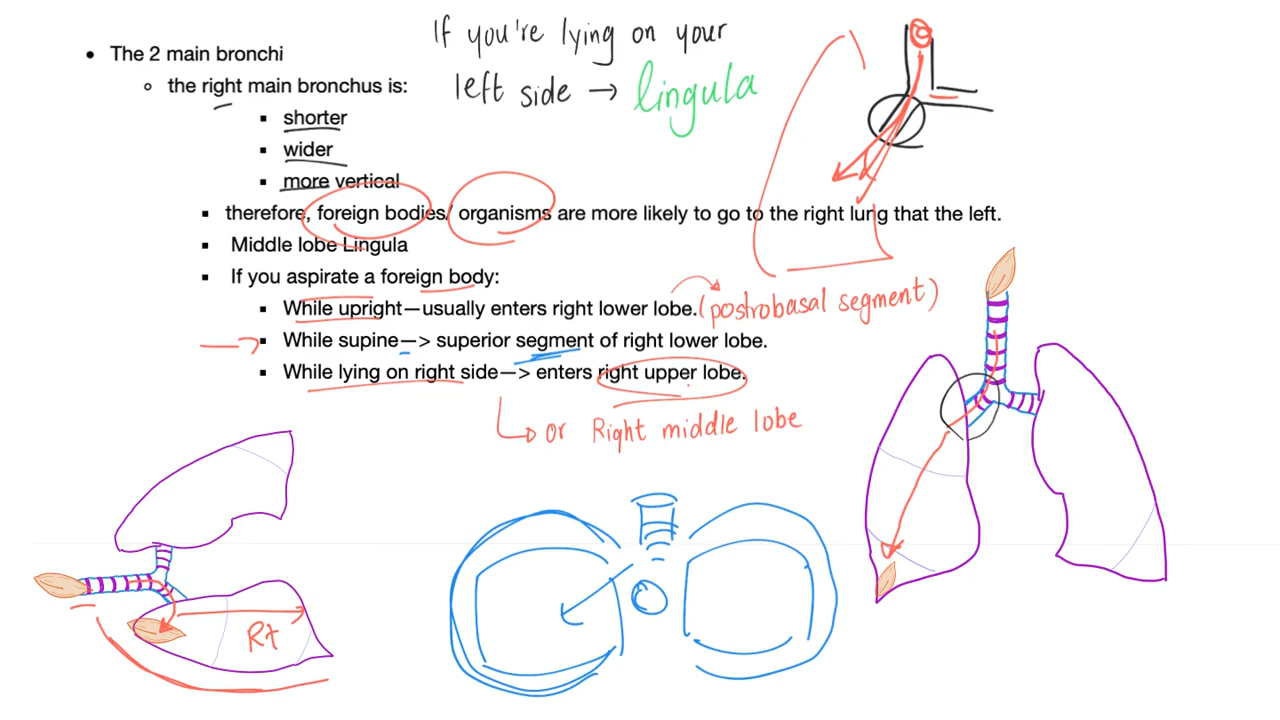 If you're lying on your
left side → lingula
• The 2 main bronchi
the right main bronchus is:
shorter
wider
more vertical
therefore, foreign bodies/ organisms are more likely to go to the right lung that the left.
Middle lobe Lingula
If you aspirate a foreign body:
While upright—usually enters right lower lobe. (postrobasal segment)
While supine—> superior segment of right lower lobe.
While lying on right side—> enters right upper lobe.
or Right middle lobe
Rt